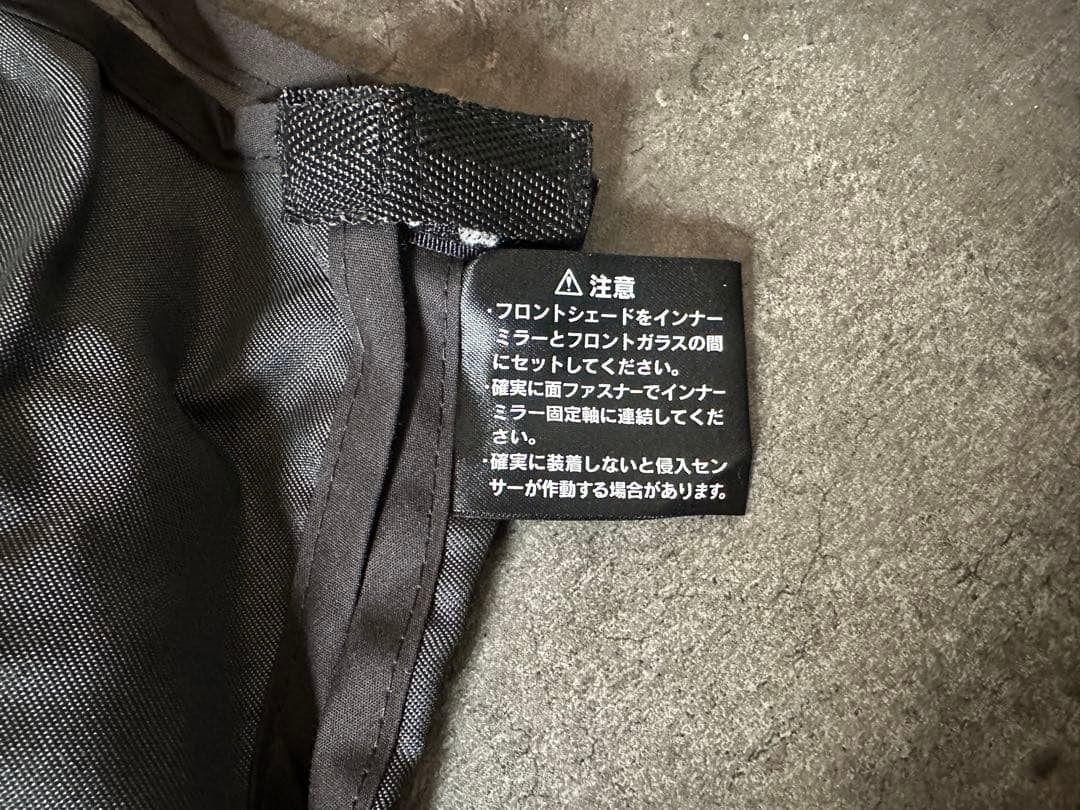 ⚠ 注意
・フロントシェードをインナー
ミラーとフロントガラスの間
にセットしてください。
・確実に面ファスナーでインナー
ミラー固定軸に連結してくだ
さい。
・確実に装着しないと侵入セン
サーが作動する場合があります。